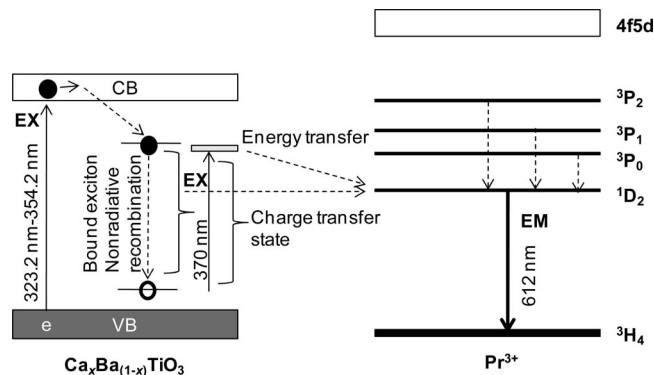 4f5d
CB
EX
323.2 nm-354.2 nm
e
VB
Bound exciton
Nonradiative
recombination
EX
370 nm
Energy transfer
Charge transfer
state
³P₂
³P₁
³P₀
¹D₂
EM
612 nm
³H₄
CaₓBa₍₁₋ₓ₎TiO₃
Pr³⁺